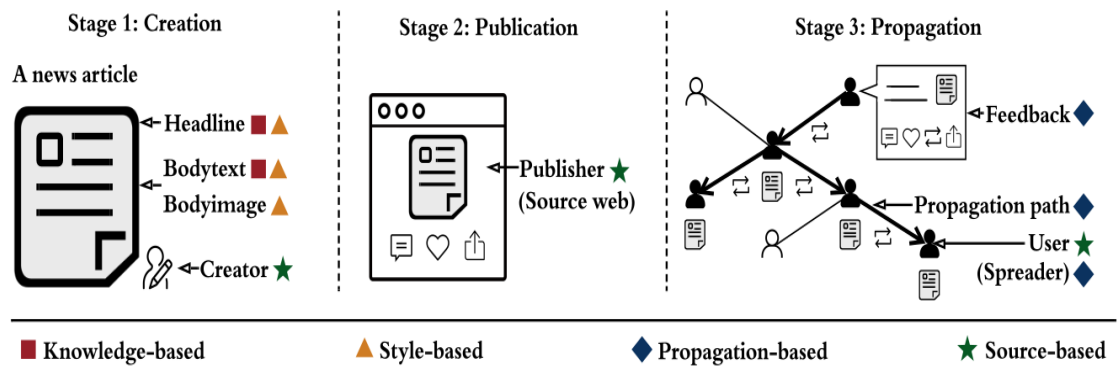 Stage 1: Creation
Stage 2: Publication
Stage 3: Propagation
A news article
Headline
Bodytext
Bodyimage
Creator
Publisher
(Source web)
Feedback
Propagation path
User
(Spreader)
Knowledge-based
Style-based
Propagation-based
Source-based